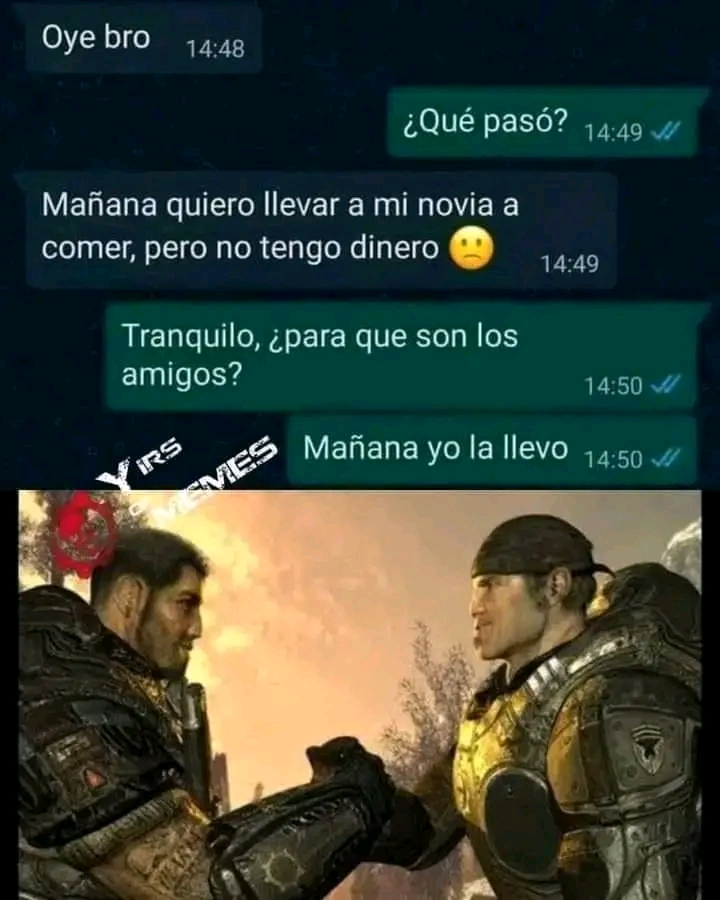 Oye bro 14:48
¿Qué pasó? 14:49
Mañana quiero llevar a mi novia a
comer, pero no tengo dinero 🙁 14:49
Tranquilo, ¿para que son los
amigos? 14:50
Mañana yo la llevo 14:50
YIRS
MEMES